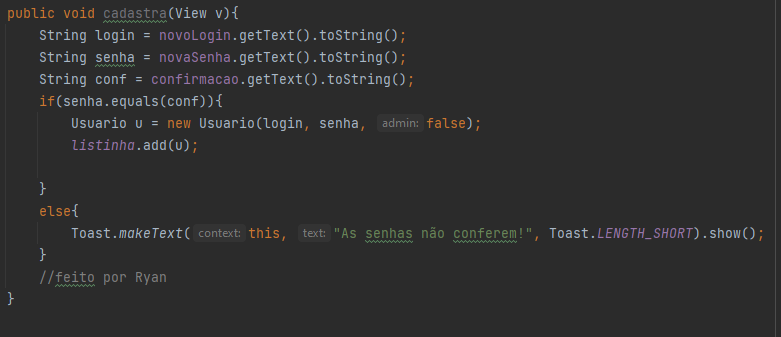 public void cadastra(View v){
String login = novoLogin.getText().toString();
String senha = novaSenha.getText().toString();
String conf = confirmacao.getText().toString();
if(senha.equals(conf)){
Usuario u = new Usuario(login, senha, admin: false);
listinha.add(u);
}
else{
Toast.makeText( context: this, text: "As senhas não conferem!", Toast.LENGTH_SHORT).show();
}
//feito por Ryan
}